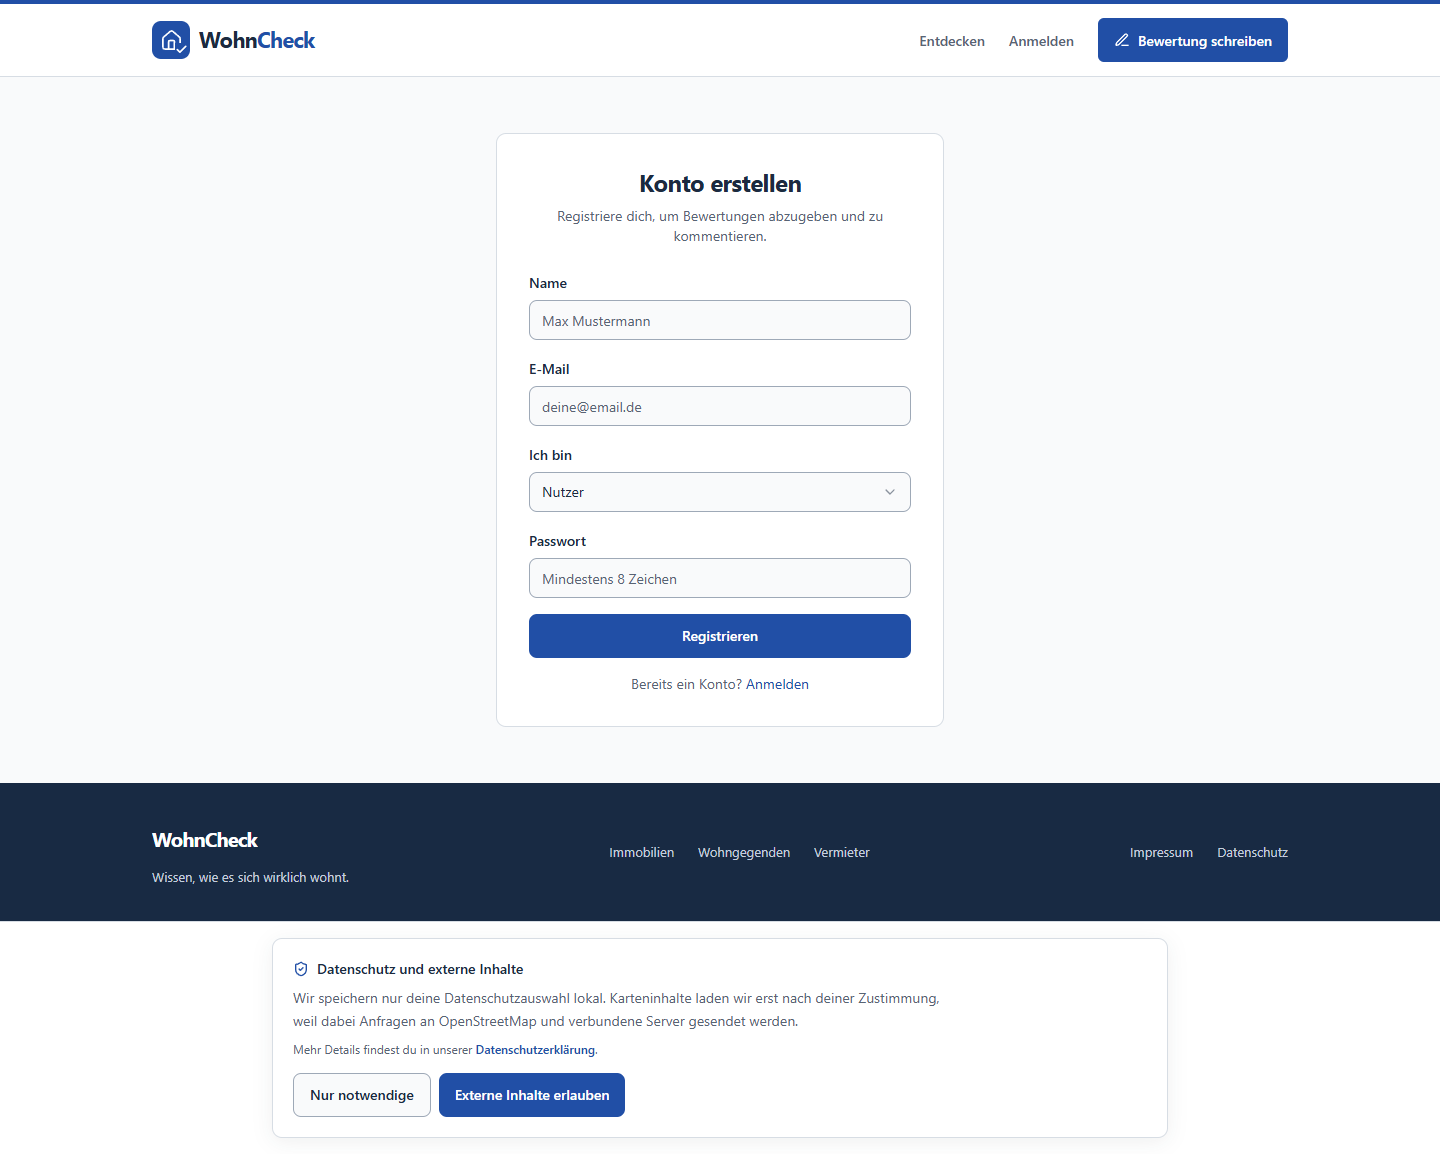 WohnCheck
Entdecken
Anmelden
Bewertung schreiben
Konto erstellen
Registriere dich, um Bewertungen abzugeben und zu
kommentieren.
Name
Max Mustermann
E-Mail
deine@email.de
Ich bin
Nutzer
Passwort
Mindestens 8 Zeichen
Registrieren
Bereits ein Konto? Anmelden
WohnCheck
Wissen, wie es sich wirklich wohnt.
Immobilien
Wohngegenden
Vermieter
Impressum
Datenschutz
Datenschutz und externe Inhalte
Wir speichern nur deine Datenschutzauswahl lokal. Karteninhalte laden wir erst nach deiner Zustimmung,
weil dabei Anfragen an OpenStreetMap und verbundene Server gesendet werden.
Mehr Details findest du in unserer Datenschutzerklärung.
Nur notwendige
Externe Inhalte erlauben